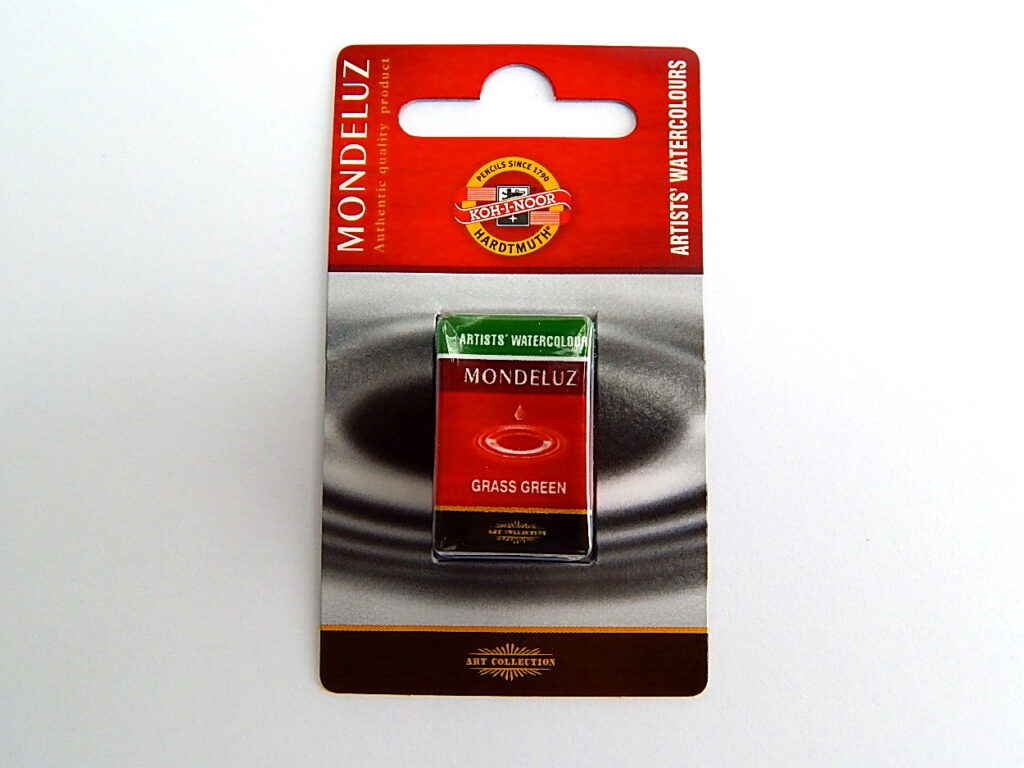 MONDELUZ
Authentic quality product
ARTISTS' WATERCOLOURS
PENCILS SINCE 1790
KOH-I-NOOR
HARDTMUTH
ARTISTS' WATERCOLOUR
MONDELUZ
GRASS GREEN
ART COLLECTION
ART COLLECTION